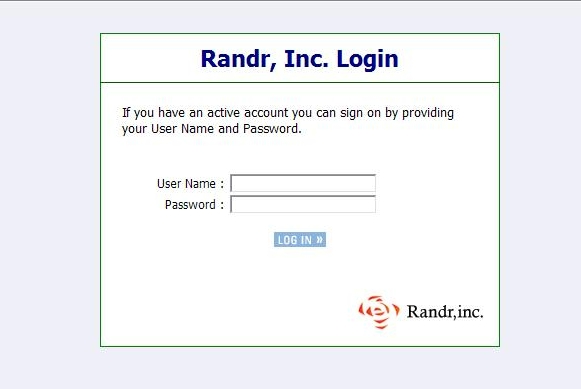 Randr, Inc. Login
If you have an active account you can sign on by providing
your User Name and Password.
User Name :
Password :
LOG IN »
Randr,inc.